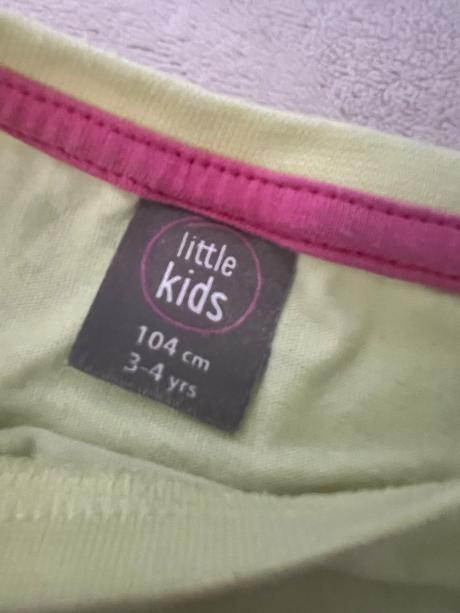 little
kids
104 cm
3-4 yrs